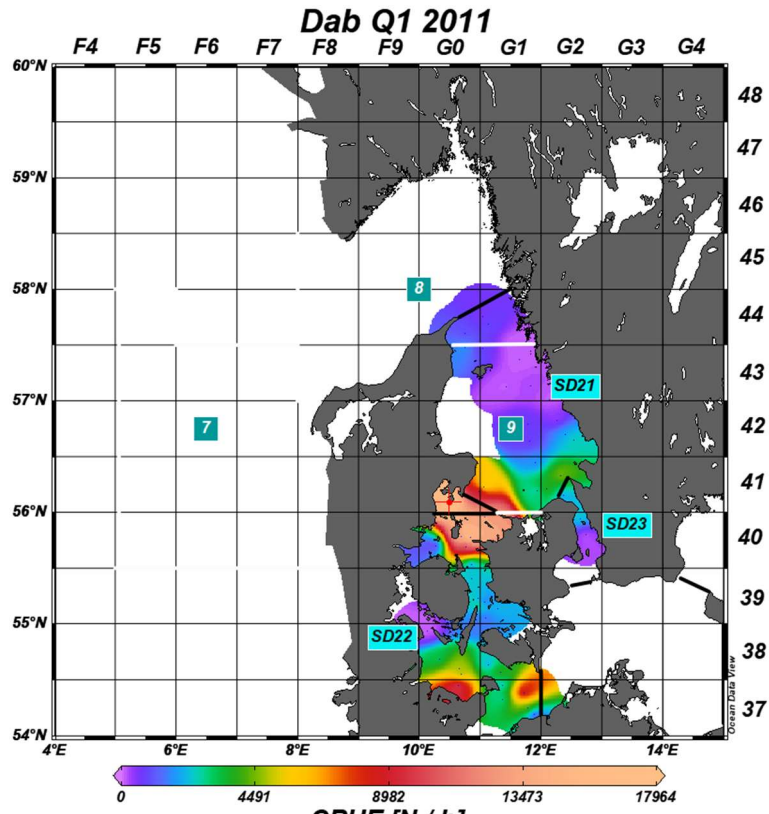 Dab Q1 2011
F4 F5 F6 F7 F8 F9 G0 G1 G2 G3 G4
60°N
48
47
59°N
46
45
58°N
8
44
43
57°N
SD21
7
9
42
41
56°N
SD23
40
39
55°N
SD22
38
37
54°N
Ocean Data View
4°E 6°E 8°E 10°E 12°E 14°E
0 4491 8982 13473 17964
CPUE [N / h]